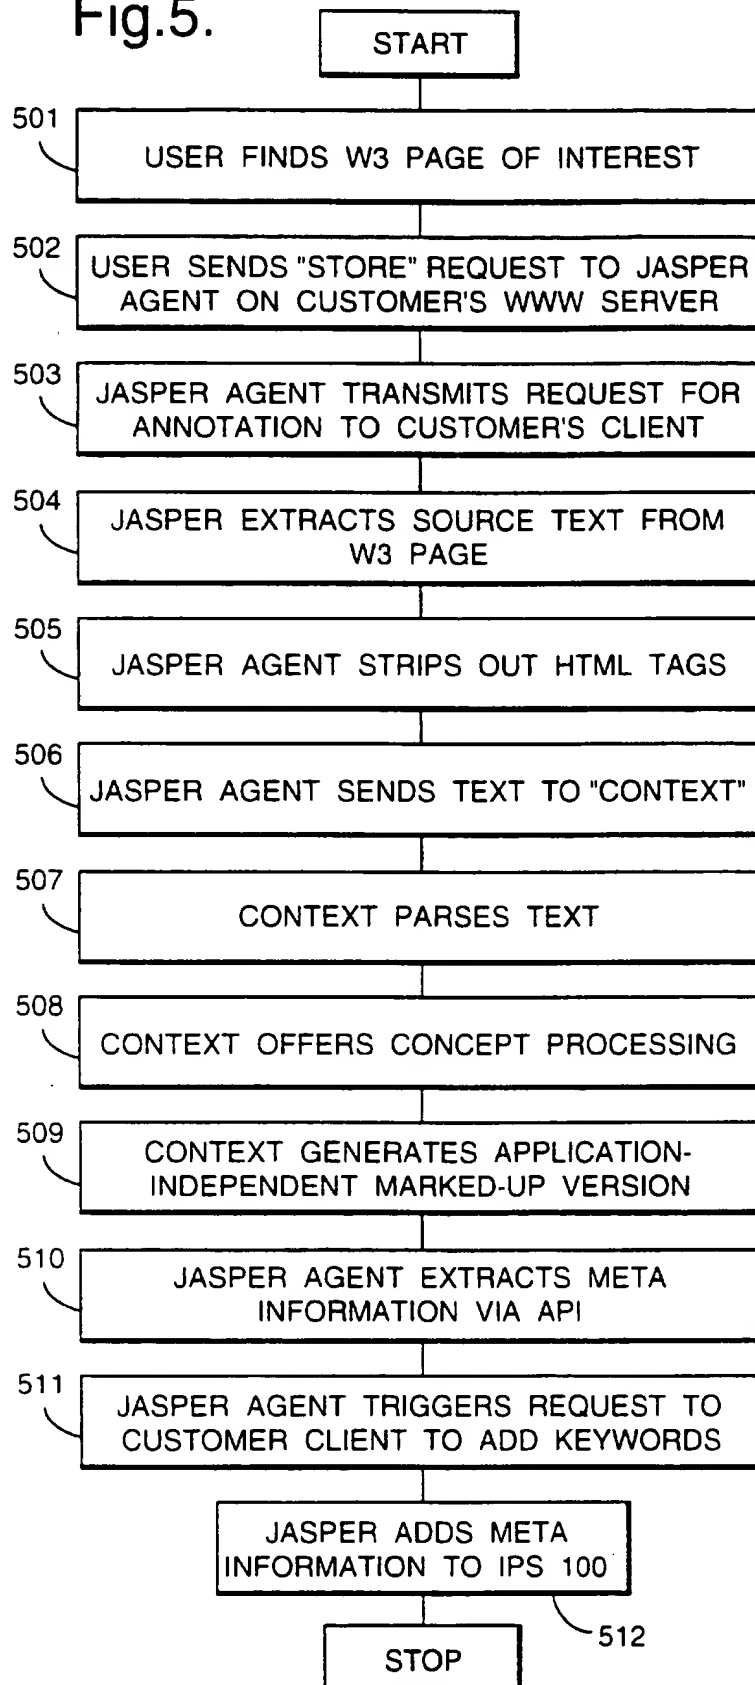 Fig.5.
START
501
USER FINDS W3 PAGE OF INTEREST
502
USER SENDS "STORE" REQUEST TO JASPER
AGENT ON CUSTOMER'S WWW SERVER
503
JASPER AGENT TRANSMITS REQUEST FOR
ANNOTATION TO CUSTOMER'S CLIENT
504
JASPER EXTRACTS SOURCE TEXT FROM
W3 PAGE
505
JASPER AGENT STRIPS OUT HTML TAGS
506
JASPER AGENT SENDS TEXT TO "CONTEXT"
507
CONTEXT PARSES TEXT
508
CONTEXT OFFERS CONCEPT PROCESSING
509
CONTEXT GENERATES APPLICATION-
INDEPENDENT MARKED-UP VERSION
510
JASPER AGENT EXTRACTS META
INFORMATION VIA API
511
JASPER AGENT TRIGGERS REQUEST TO
CUSTOMER CLIENT TO ADD KEYWORDS
JASPER ADDS META
INFORMATION TO IPS 100
512
STOP